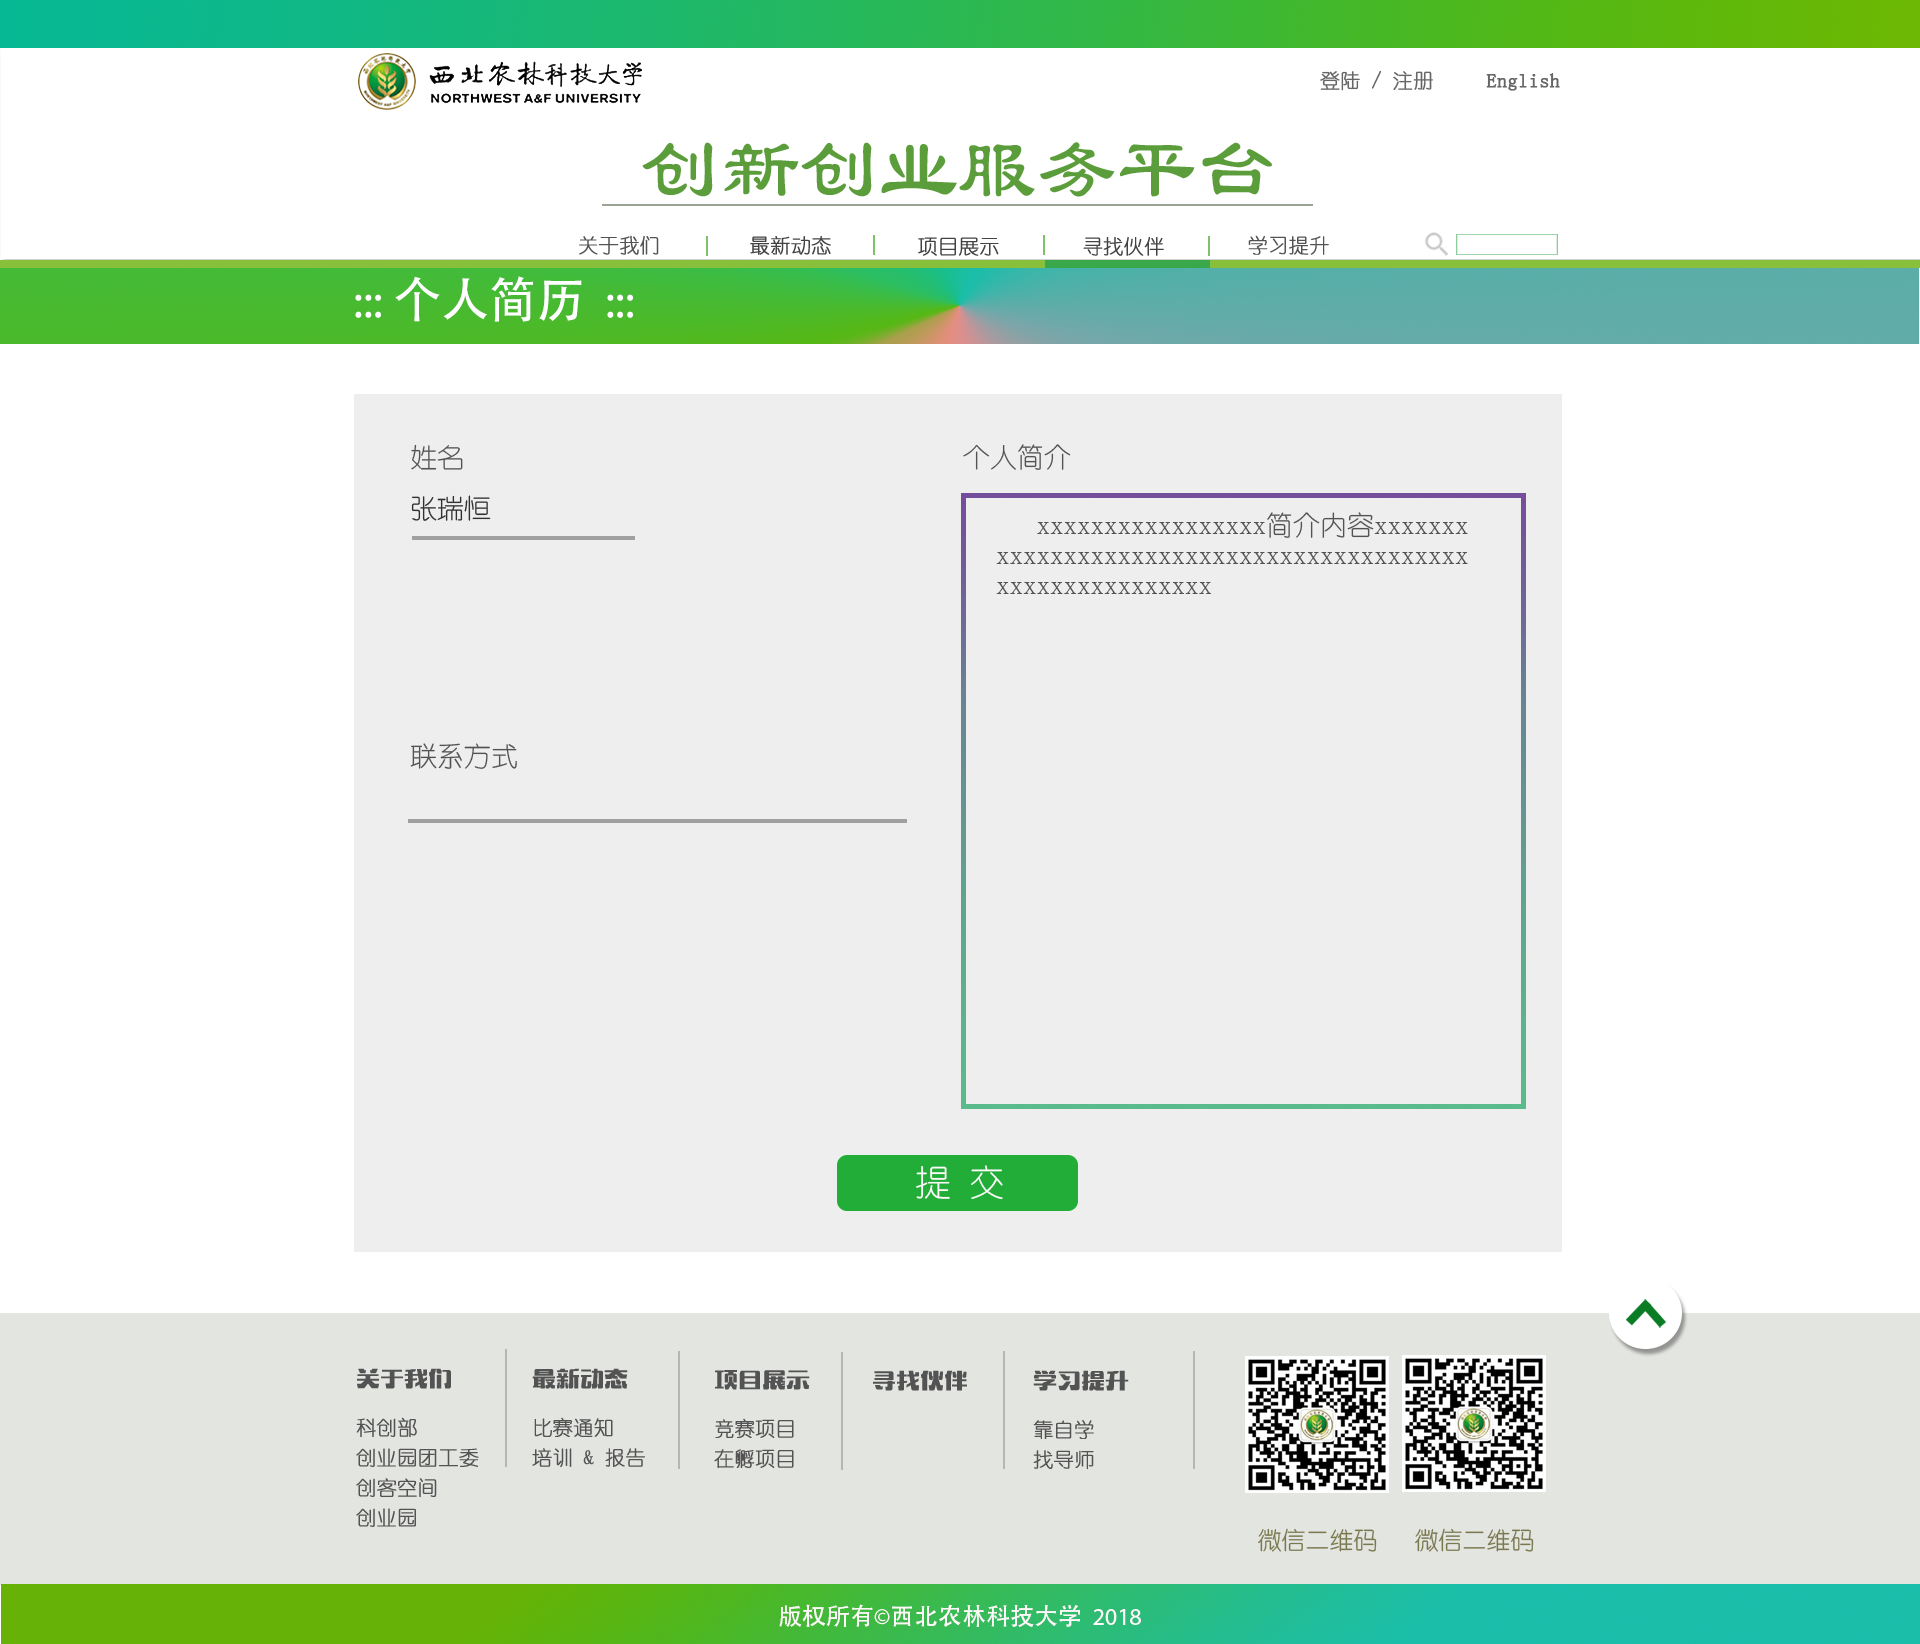 西北农林科技大学
NORTHWEST A&F UNIVERSITY
登陆 / 注册 English
创新创业服务平台
关于我们 最新动态 项目展示 寻找伙伴 学习提升
::: 个人简历 :::
姓名
张瑞恒
联系方式
个人简介
xxxxxxxxxxxxxxxxx简介内容xxxxxxx
xxxxxxxxxxxxxxxxxxxxxxxxxxxxxxxxxxx
xxxxxxxxxxxxxxxx
提 交
关于我们
科创部
创业园团工委
创客空间
创业园
最新动态
比赛通知
培训 & 报告
项目展示
竞赛项目
在孵项目
寻找伙伴
学习提升
靠自学
找导师
微信二维码 微信二维码
版权所有©西北农林科技大学 2018